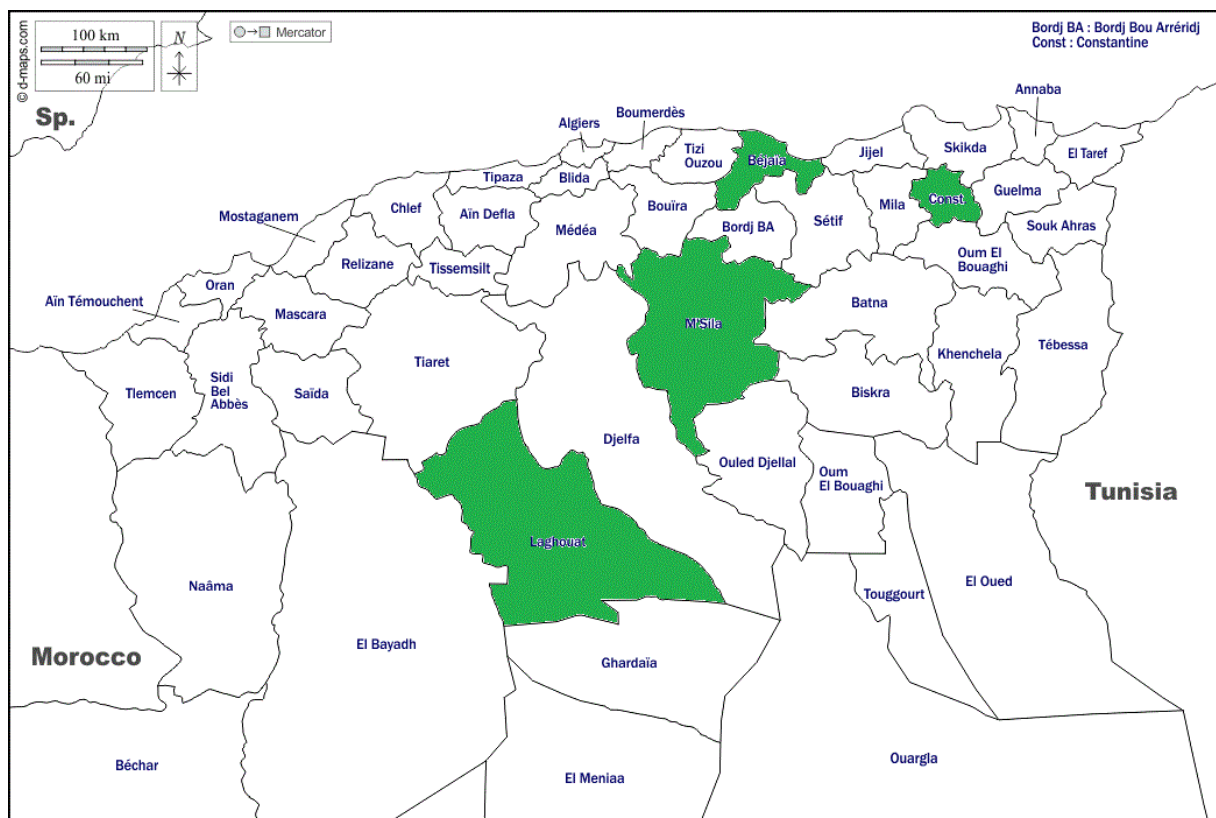 © d-maps.com
100 km
60 mi
N
Mercator
Bordj BA : Bordj Bou Arréridj
Const : Constantine
Sp.
Annaba
Boumerdès
Algiers
Tizi
Ouzou
Béjaïa
Jijel
Skikda
El Taref
Tipaza
Blida
Const
Guelma
Chlef
Aïn Defla
Bouïra
Mila
Mostaganem
Médéa
Bordj BA
Sétif
Souk Ahras
Relizane
Tissemsilt
Oum El
Bouaghi
Oran
Aïn Témouchent
Mascara
Batna
M'Sila
Tiaret
Khenchela
Tébessa
Tlemcen
Sidi
Bel
Abbès
Saïda
Biskra
Djelfa
Ouled Djellal
Oum
El Bouaghi
Tunisia
Laghouat
Naâma
El Oued
Touggourt
El Bayadh
Morocco
Ghardaïa
Béchar
El Meniaa
Ouargla